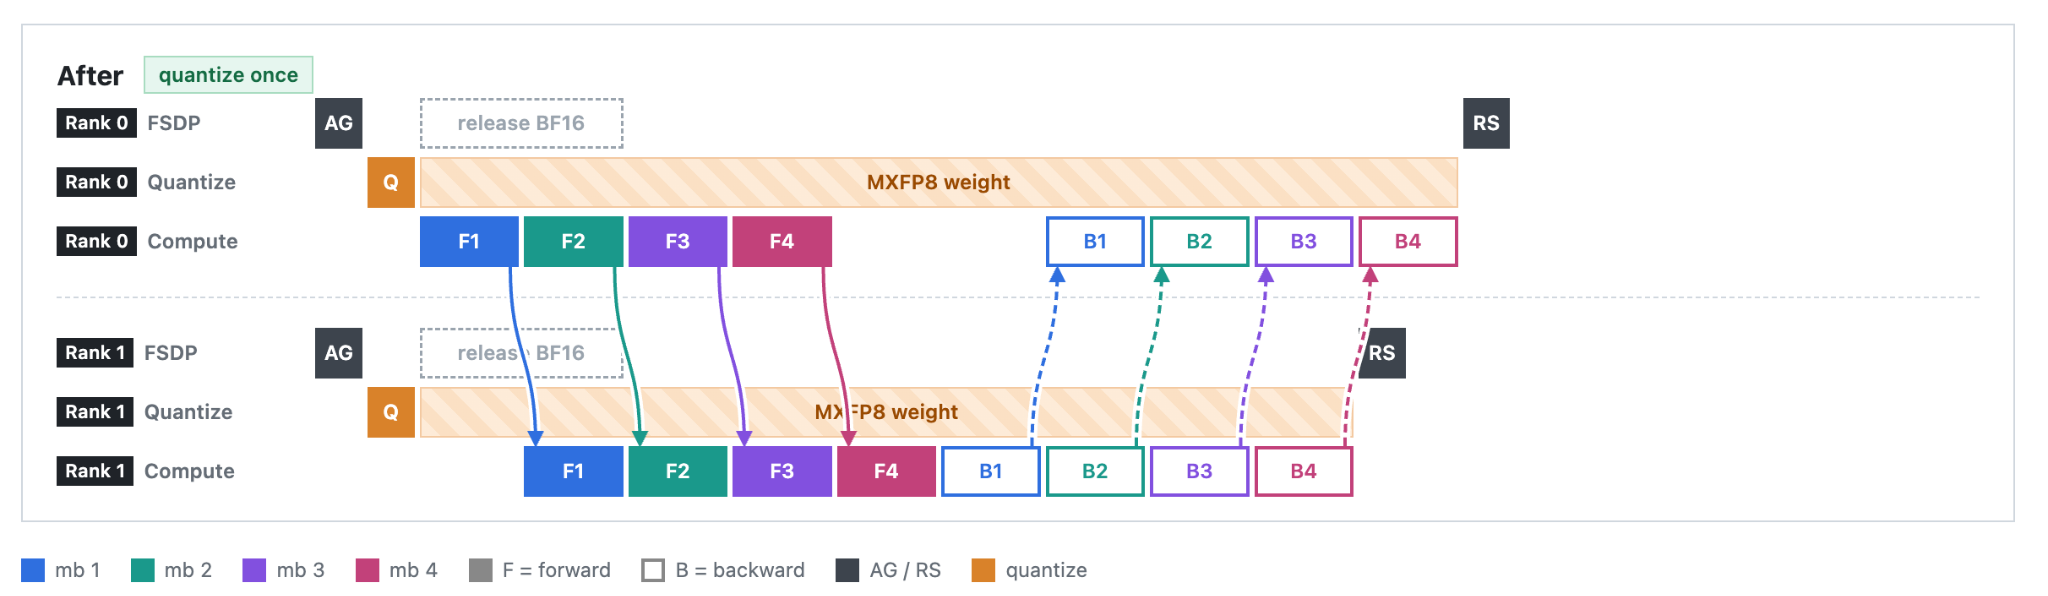 After quantize once
Rank 0 FSDP AG release BF16 RS
Rank 0 Quantize Q MXFP8 weight
Rank 0 Compute F1 F2 F3 F4 B1 B2 B3 B4
Rank 1 FSDP AG release BF16 RS
Rank 1 Quantize Q MXFP8 weight
Rank 1 Compute F1 F2 F3 F4 B1 B2 B3 B4
mb 1 mb 2 mb 3 mb 4 F = forward B = backward AG / RS quantize